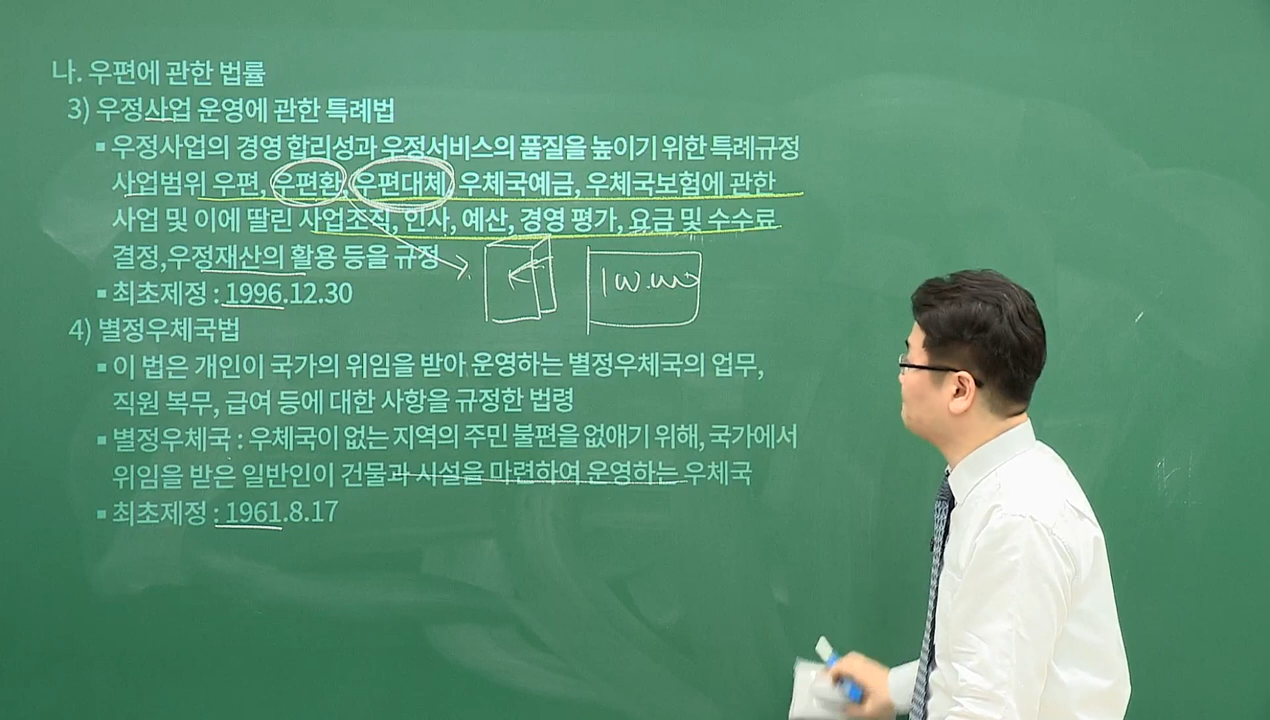 나. 우편에 관한 법률
3) 우정사업 운영에 관한 특례법
▪ 우정사업의 경영 합리성과 우정서비스의 품질을 높이기 위한 특례규정
사업범위 우편, 우편환, 우편대체, 우체국예금, 우체국보험에 관한
사업 및 이에 딸린 사업조직, 인사, 예산, 경영 평가, 요금 및 수수료
결정,우정재산의 활용 등을 규정
▪ 최초제정 : 1996.12.30
4) 별정우체국법
▪ 이 법은 개인이 국가의 위임을 받아 운영하는 별정우체국의 업무,
직원 복무, 급여 등에 대한 사항을 규정한 법령
▪ 별정우체국 : 우체국이 없는 지역의 주민 불편을 없애기 위해, 국가에서
위임을 받은 일반인이 건물과 시설을 마련하여 운영하는 우체국
▪ 최초제정 : 1961.8.17